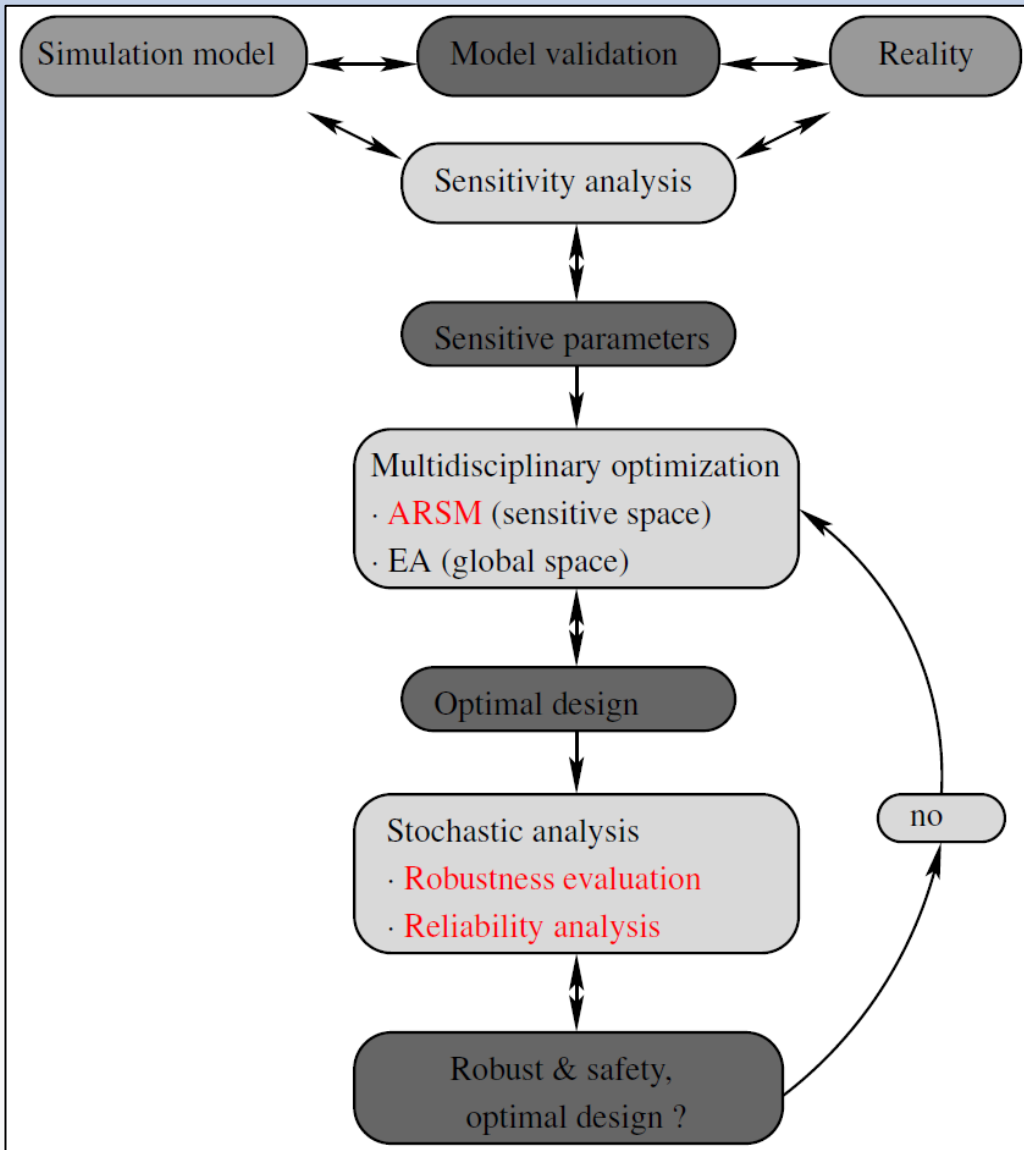 Simulation model
Model validation
Reality
Sensitivity analysis
Sensitive parameters
Multidisciplinary optimization
· ARSM (sensitive space)
· EA (global space)
Optimal design
Stochastic analysis
· Robustness evaluation
· Reliability analysis
no
Robust & safety,
optimal design ?